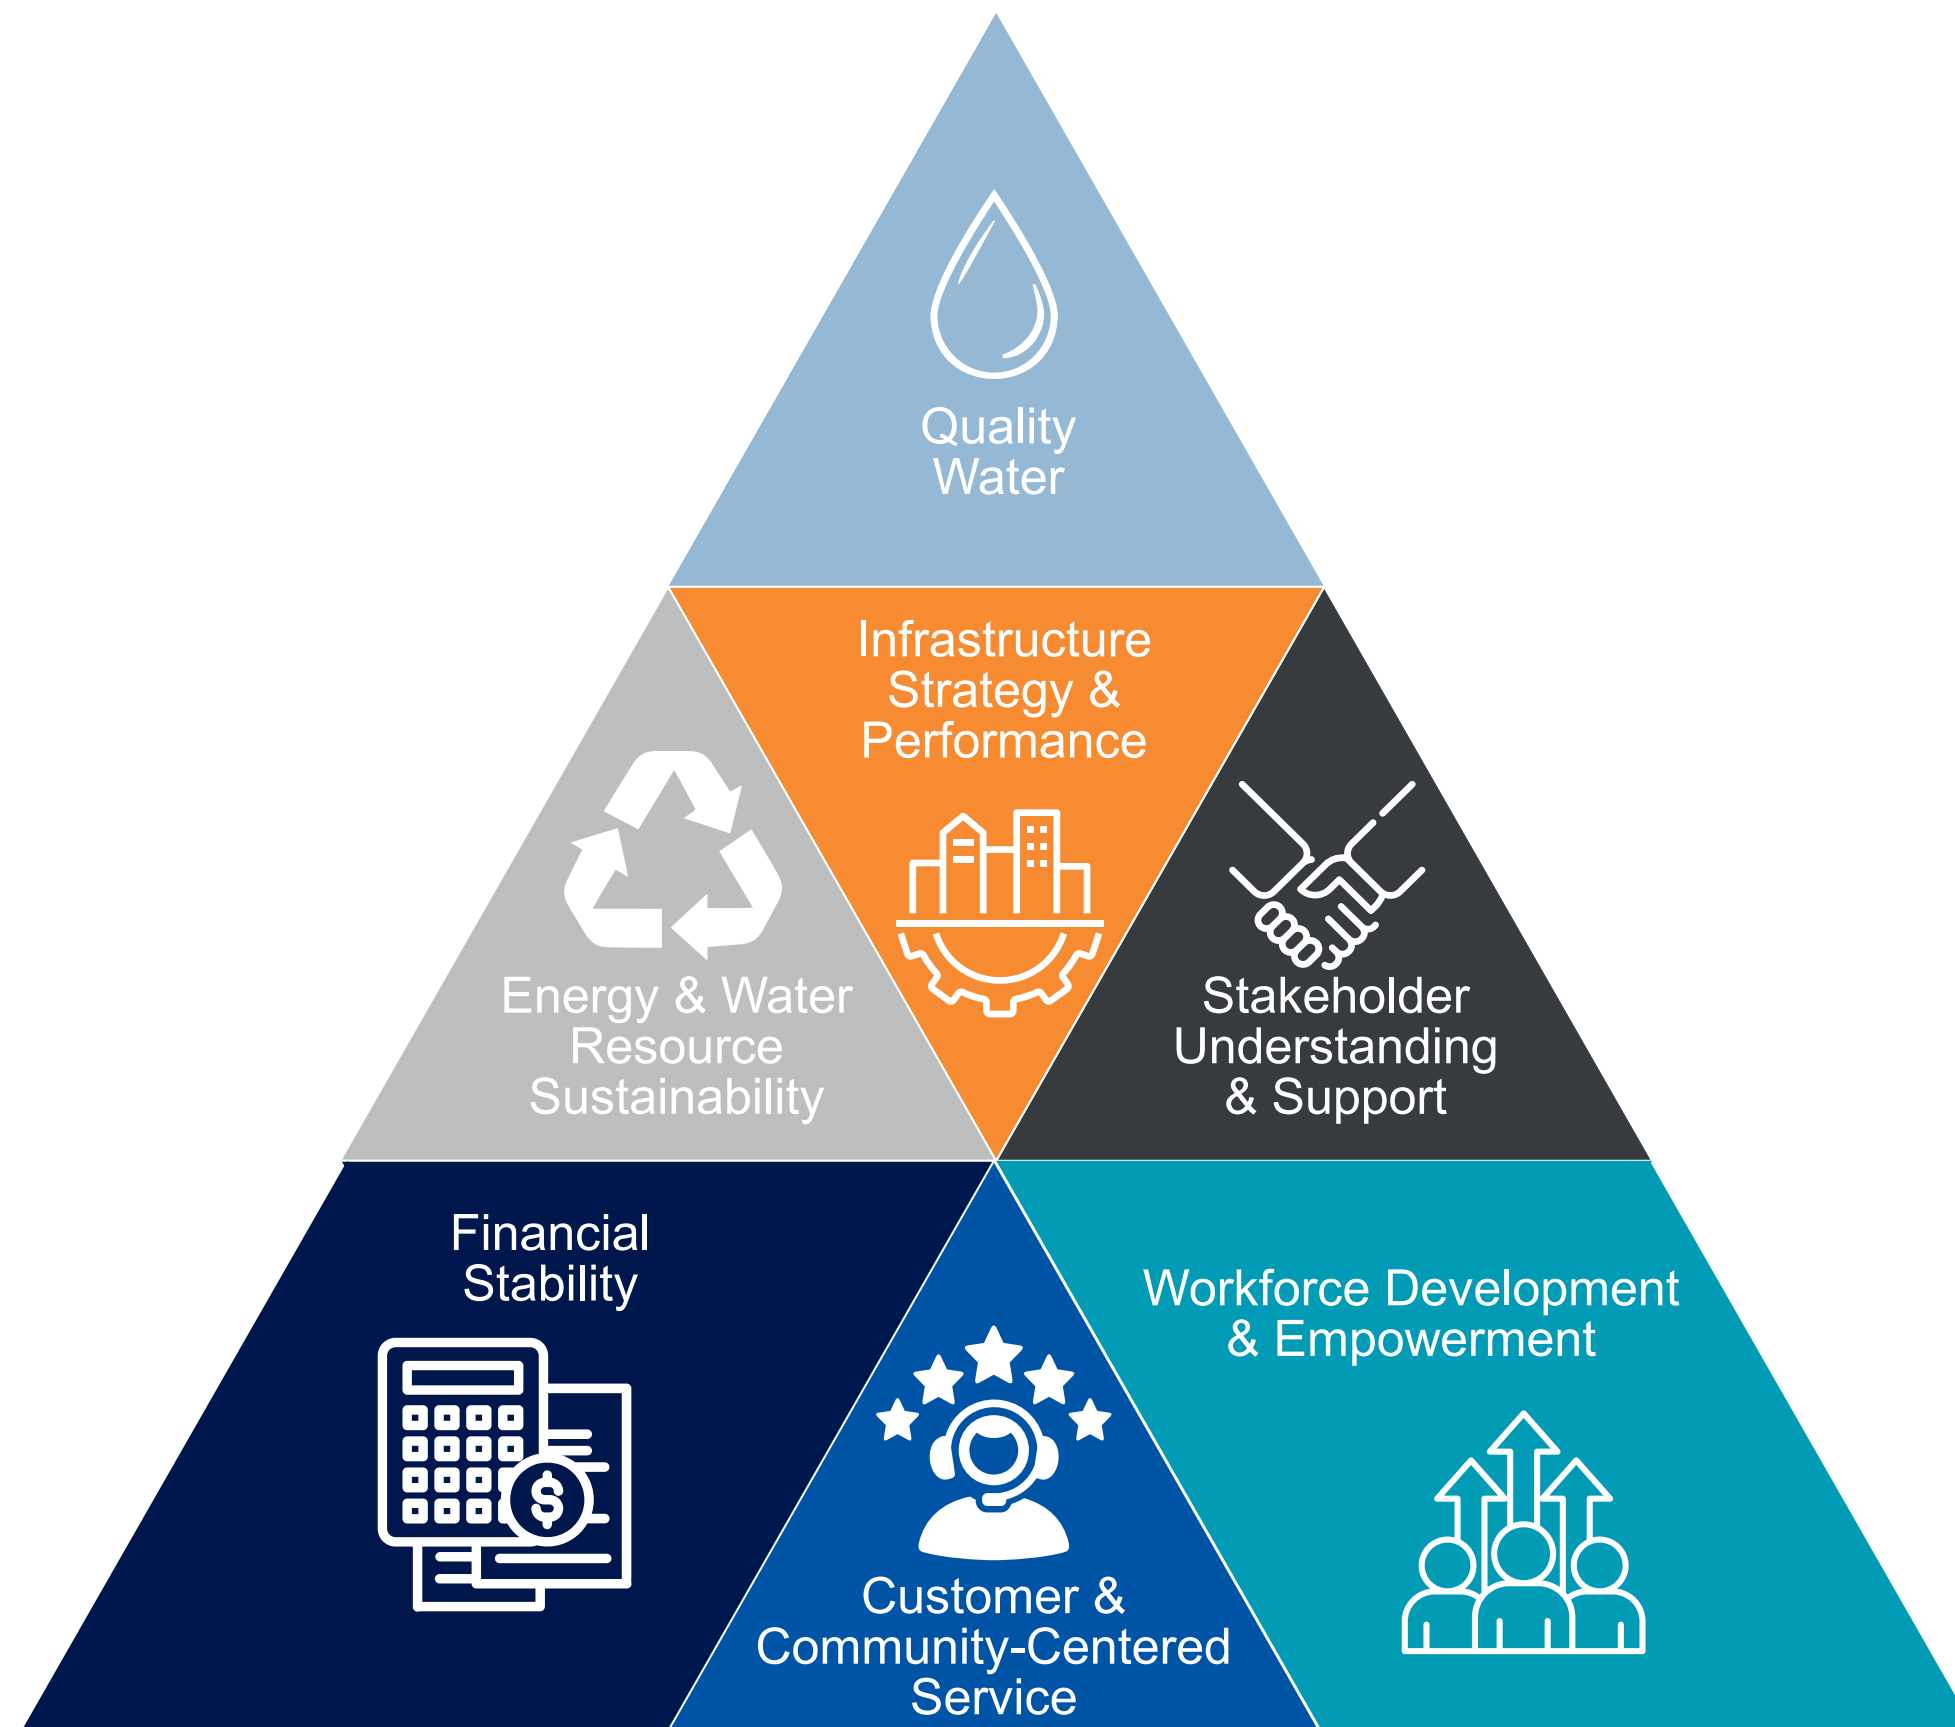 Quality
Water
Infrastructure
Strategy &
Performance
Energy & Water
Resource
Sustainability
Stakeholder
Understanding
& Support
Financial
Stability
$
Customer &
Community-Centered
Service
Workforce Development
& Empowerment